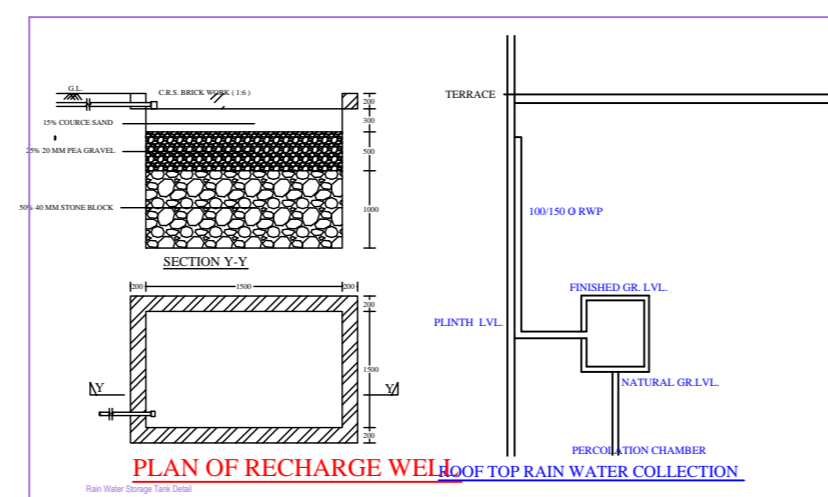 G.L.
C.R.S. BRICK WORK ( 1:6 )
200
15% COURCE SAND
300
25% 20 MM PEA GRAVEL
500
50% 40 MM STONE BLOCK
1000
SECTION Y-Y
200
1500
200
200
1500
Y
Y
200
PLAN OF RECHARGE WELL
Rain Water Storage Tank Detail
TERRACE
100/150 Ø RWP
FINISHED GR. LVL.
PLINTH LVL.
NATURAL GR.LVL.
PERCOLATION CHAMBER
ROOF TOP RAIN WATER COLLECTION